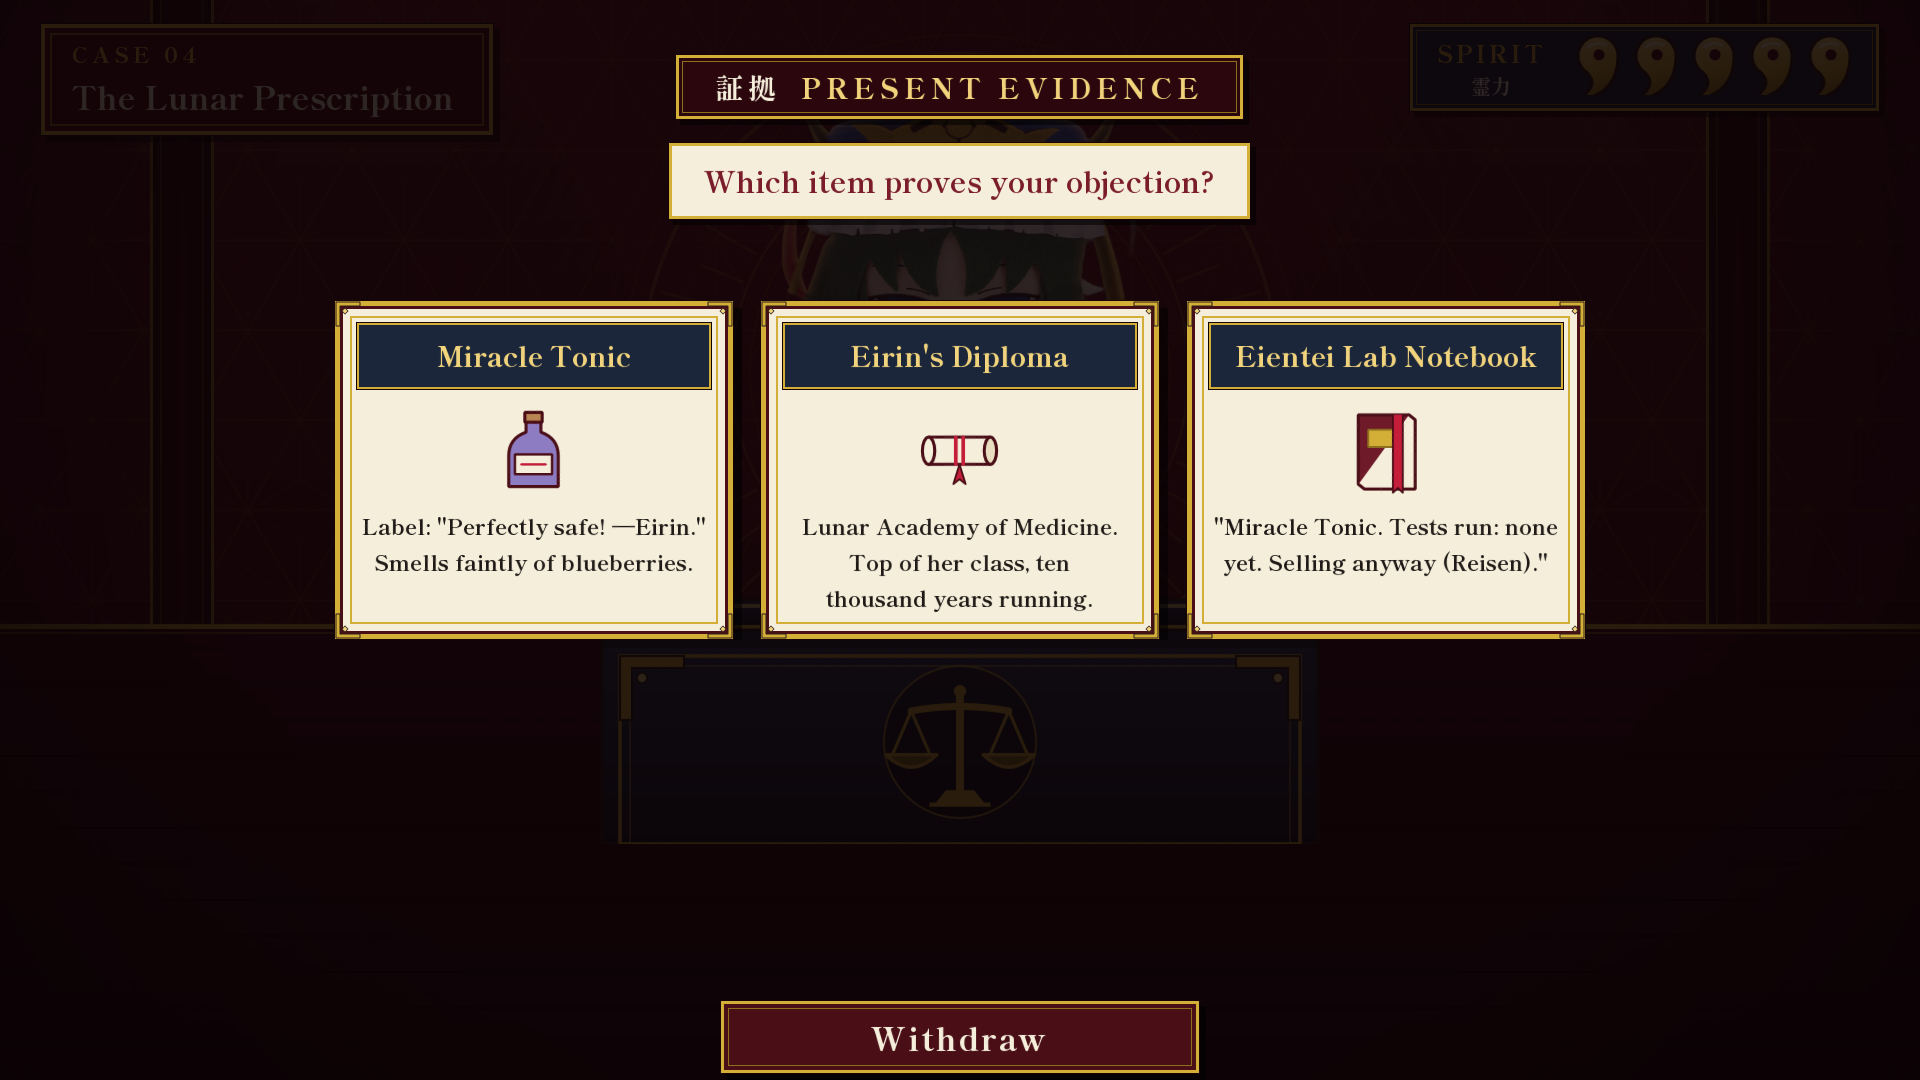 CASE 04
The Lunar Prescription
SPIRIT
霊力
証拠 PRESENT EVIDENCE
Which item proves your objection?
Miracle Tonic
Label: "Perfectly safa! —Eirin."
Smells faintly of blueberries.
Eirin's Diploma
Lunar Academy of Medicine.
Top of her class, ten
thousand years running.
Eientei Lab Notebook
"Miracle Tonic. Tests run: none
yet. Selling anyway (Reisen)."
Withdraw